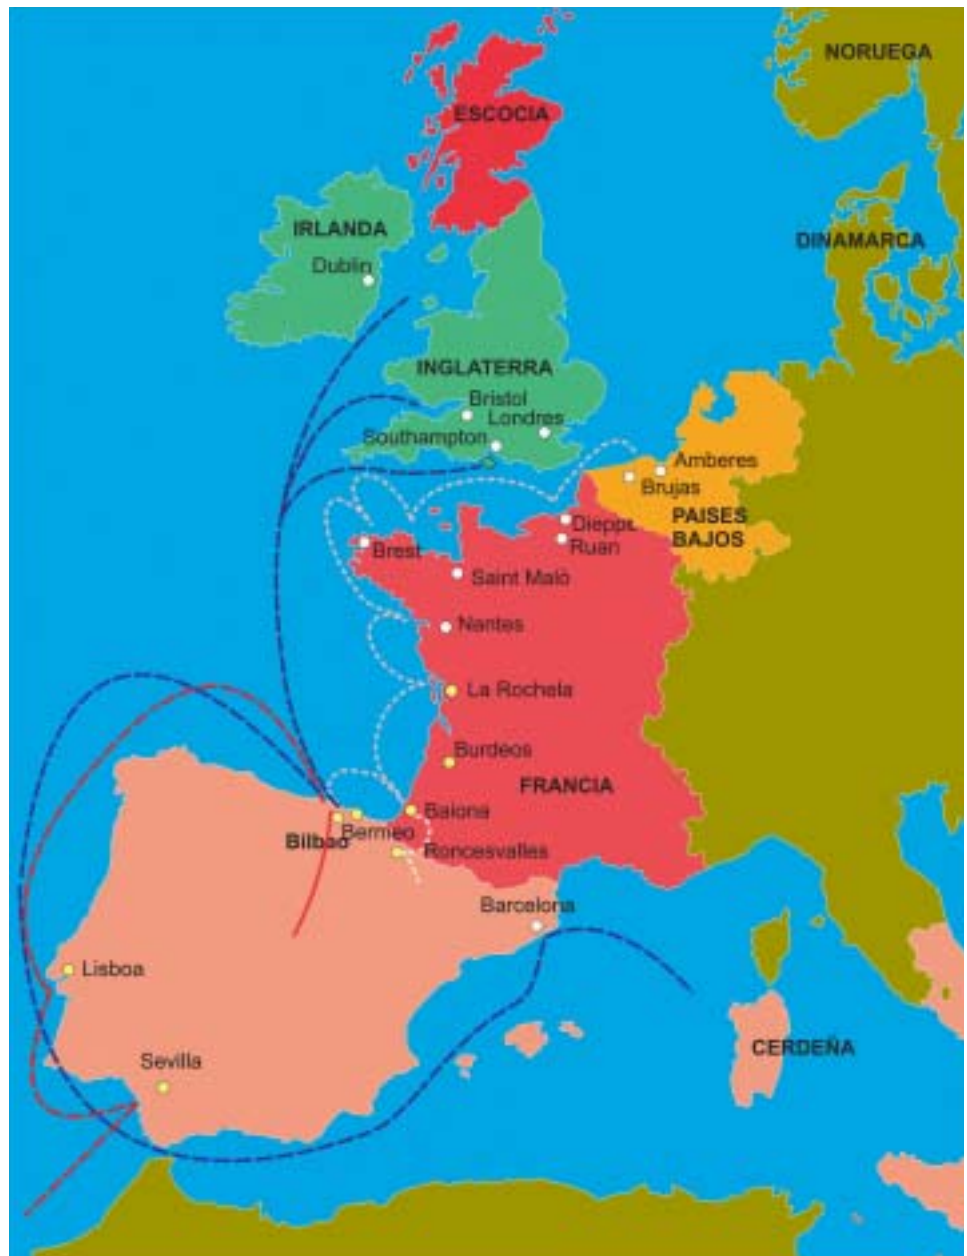 NORUEGA
ESCOCIA
IRLANDA
Dublin
DINAMARCA
INGLATERRA
Bristol
Londres
Southampton
Amberes
Brujas
PAISES
BAJOS
Ruan
Brest
Saint Malo
Nantes
La Rochela
Burdeos
FRANCIA
Baiona
Bermeo
Bilbao
Roncesvalles
Barcelona
Lisboa
Sevilla
CERDEÑA